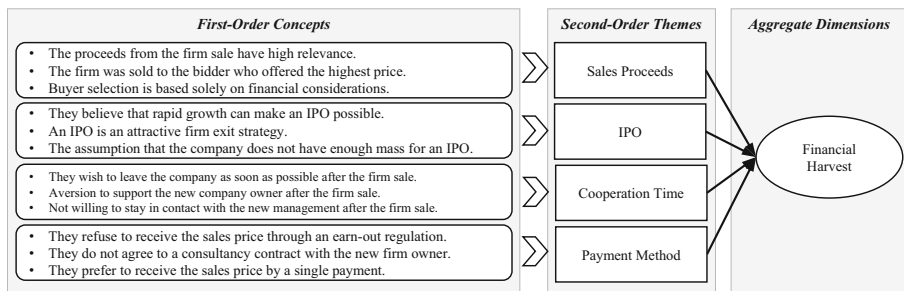 First-Order Concepts
Second-Order Themes
Aggregate Dimensions
• The proceeds from the firm sale have high relevance.
• The firm was sold to the bidder who offered the highest price.
• Buyer selection is based solely on financial considerations.
Sales Proceeds
• They believe that rapid growth can make an IPO possible.
• An IPO is an attractive firm exit strategy.
• The assumption that the company does not have enough mass for an IPO.
IPO
• They wish to leave the company as soon as possible after the firm sale.
• Aversion to support the new company owner after the firm sale.
• Not willing to stay in contact with the new management after the firm sale.
Cooperation Time
• They refuse to receive the sales price through an earn-out regulation.
• They do not agree to a consultancy contract with the new firm owner.
• They prefer to receive the sales price by a single payment.
Payment Method
Financial
Harvest